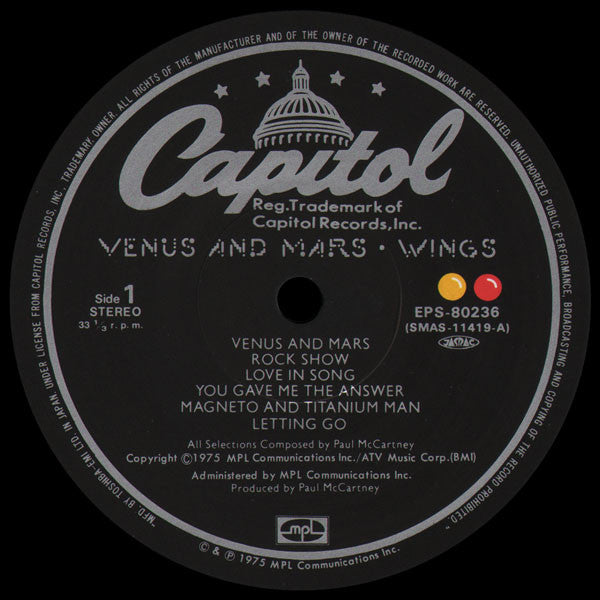 "MFD BY TOSHIBA-EMI LTD IN JAPAN UNDER LICENSE FROM CAPITOL RECORDS, INC., TRADEMARK OWNER. ALL RIGHTS OF THE MANUFACTURER AND OF THE OWNER OF THE RECORDED WORK ARE RESERVED. UNAUTHORIZED PUBLIC PERFORMANCE, BROADCASTING AND COPYING OF THE RECORD PROHIBITED."
Capitol
Reg.Trademark of
Capitol Records,Inc.
VENUS AND MARS · WINGS
Side 1
STEREO
33 1/3 r.p.m.
EPS-80236
(SMAS-11419-A)
JASRAC
VENUS AND MARS
ROCK SHOW
LOVE IN SONG
YOU GAVE ME THE ANSWER
MAGNETO AND TITANIUM MAN
LETTING GO
All Selections Composed by Paul McCartney
Copyright ©1975 MPL Communications Inc./ATV Music Corp.(BMI)
Administered by MPL Communications Inc.
Produced by Paul McCartney
mpl
© & ℗ 1975 MPL Communications Inc.